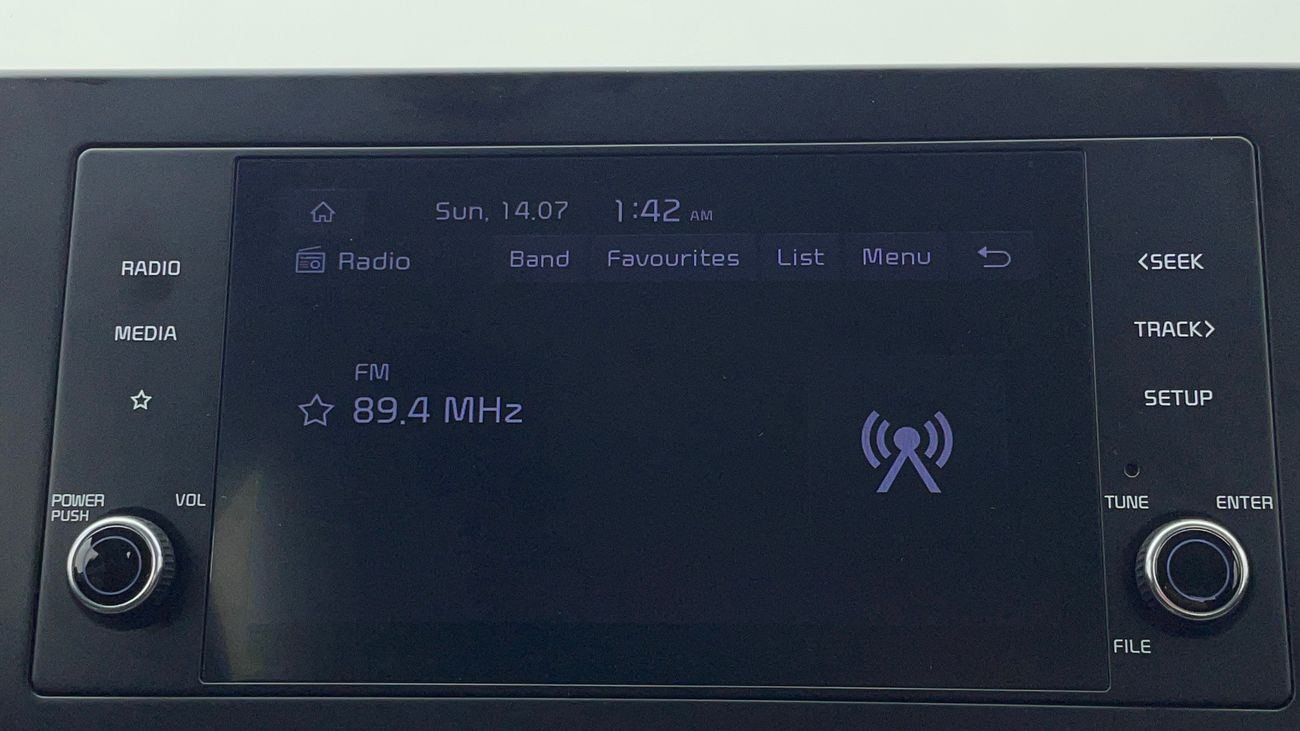 Sun, 14.07 1:42 AM
Radio Band Favourites List Menu
RADIO
MEDIA
FM
89.4 MHz
POWER
PUSH
VOL
<SEEK
TRACK>
SETUP
TUNE
ENTER
FILE